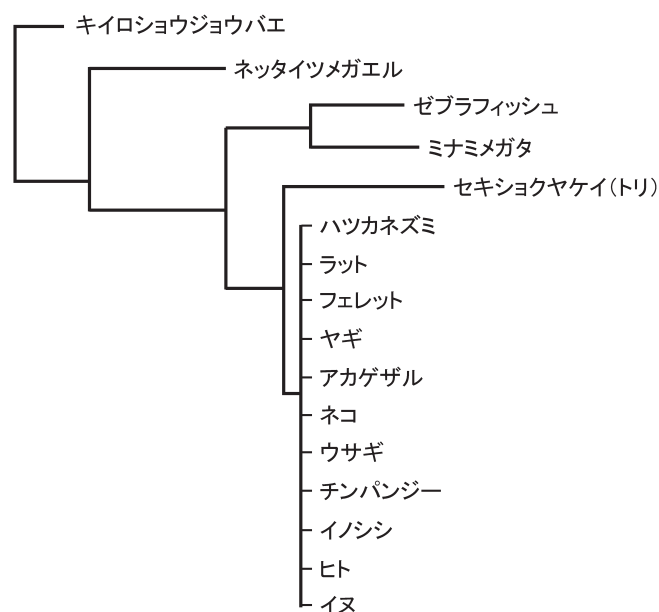 キイロショウジョウバエ
ネッタイツメガエル
ゼブラフィッシュ
ミナミメガタ
セキショクヤケイ(トリ)
ハツカネズミ
ラット
フェレット
ヤギ
アカゲザル
ネコ
ウサギ
チンパンジー
イノシシ
ヒト
イヌ